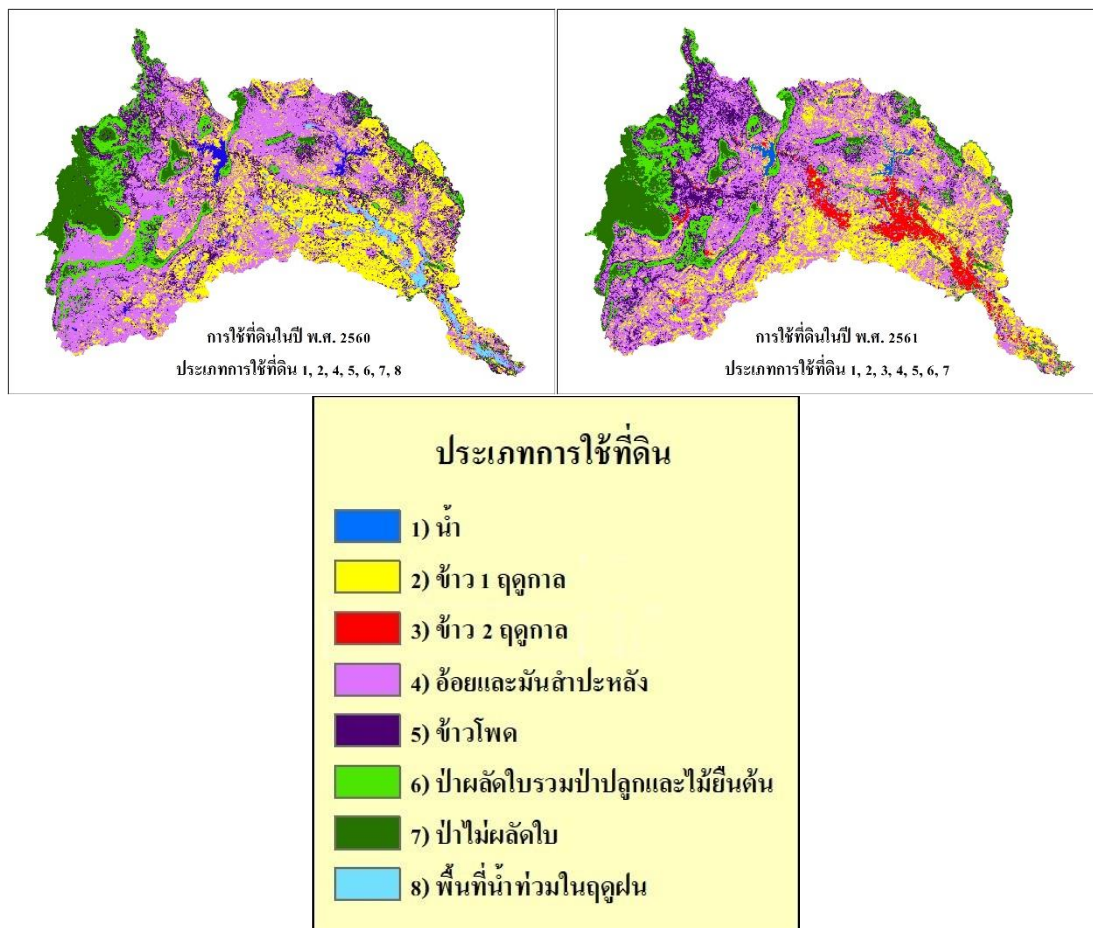 การใช้ที่ดินในปี พ.ศ. 2560
ประเภทการใช้ที่ดิน 1, 2, 4, 5, 6, 7, 8
การใช้ที่ดินในปี พ.ศ. 2561
ประเภทการใช้ที่ดิน 1, 2, 3, 4, 5, 6, 7
ประเภทการใช้ที่ดิน
1) น้ำ
2) ข้าว 1 ฤดูกาล
3) ข้าว 2 ฤดูกาล
4) อ้อยและมันสำปะหลัง
5) ข้าวโพด
6) ป่าผลัดใบรวมป่าปลูกและไม้ยืนต้น
7) ป่าไม่ผลัดใบ
8) พื้นที่น้ำท่วมในฤดูฝน